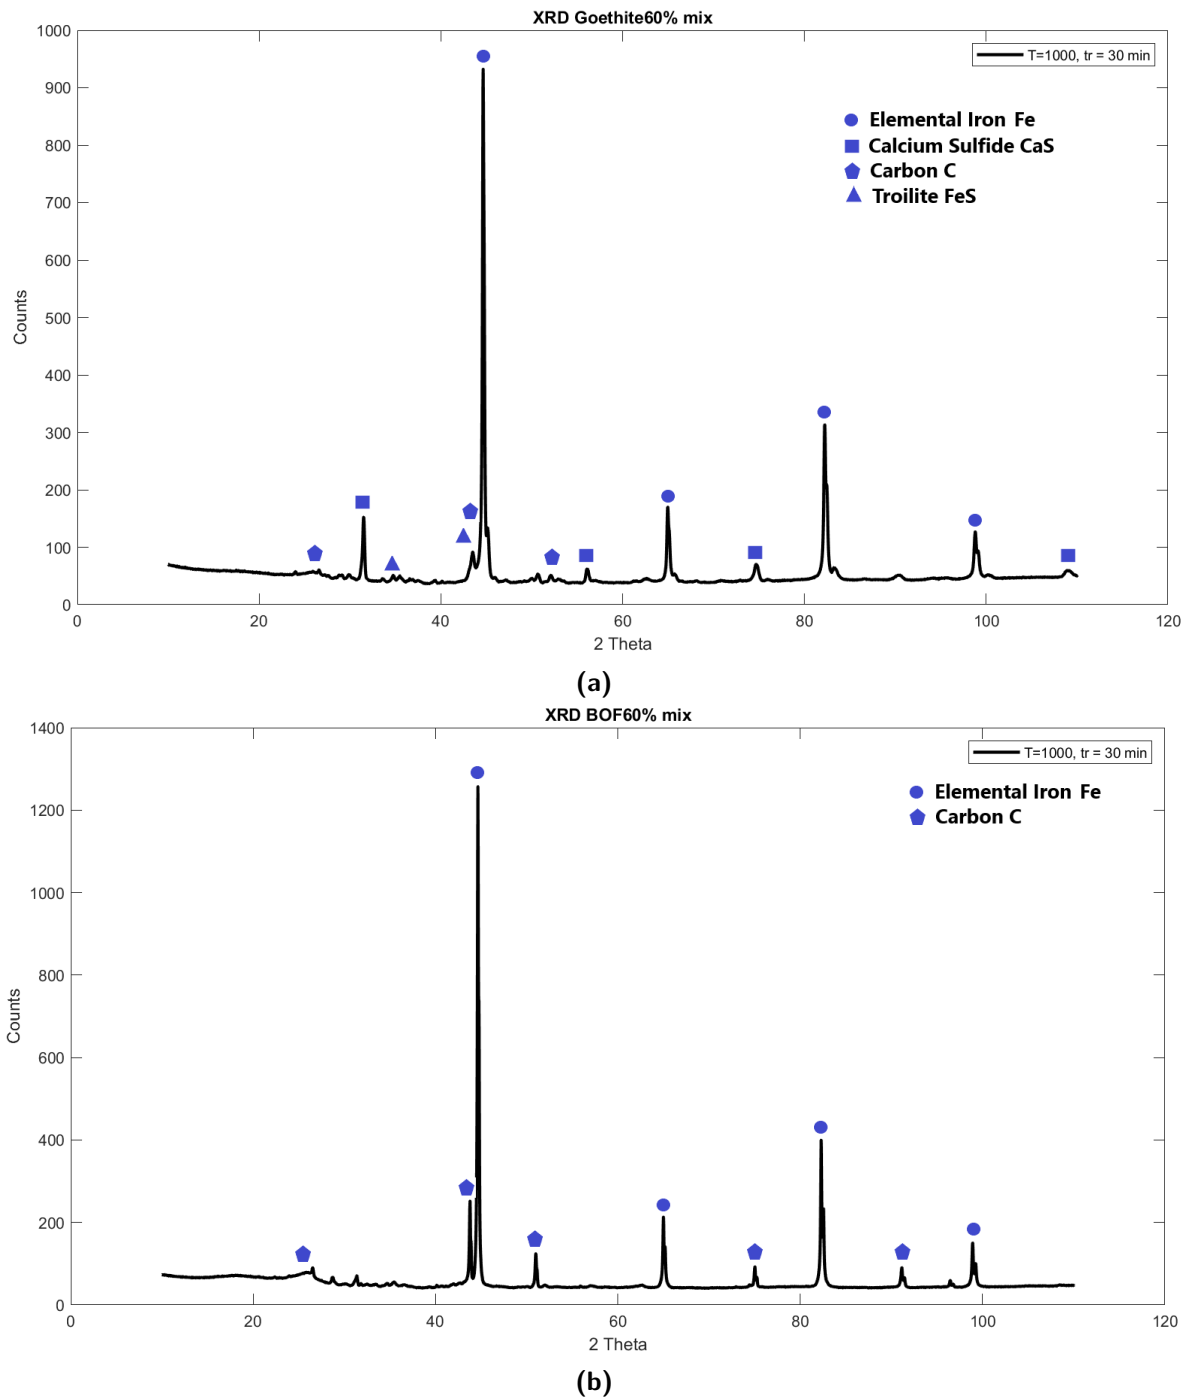 XRD Goethite60% mix
1000
900
800
700
600
500
400
300
200
100
0
Counts
T=1000, tr = 30 min
Elemental Iron Fe
Calcium Sulfide CaS
Carbon C
Troilite FeS
0 20 40 60 80 100 120
2 Theta
(a)
XRD BOF60% mix
1400
1200
1000
800
600
400
200
0
Counts
T=1000, tr = 30 min
Elemental Iron Fe
Carbon C
0 20 40 60 80 100 120
2 Theta
(b)